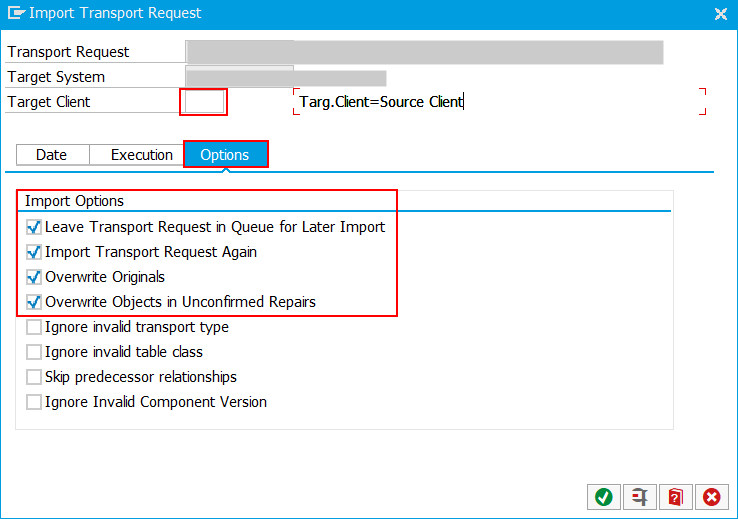 Import Transport Request
Transport Request
Target System
Target Client Targ.Client=Source Client
Date Execution Options
Import Options
Leave Transport Request in Queue for Later Import
Import Transport Request Again
Overwrite Originals
Overwrite Objects in Unconfirmed Repairs
Ignore invalid transport type
Ignore invalid table class
Skip predecessor relationships
Ignore Invalid Component Version